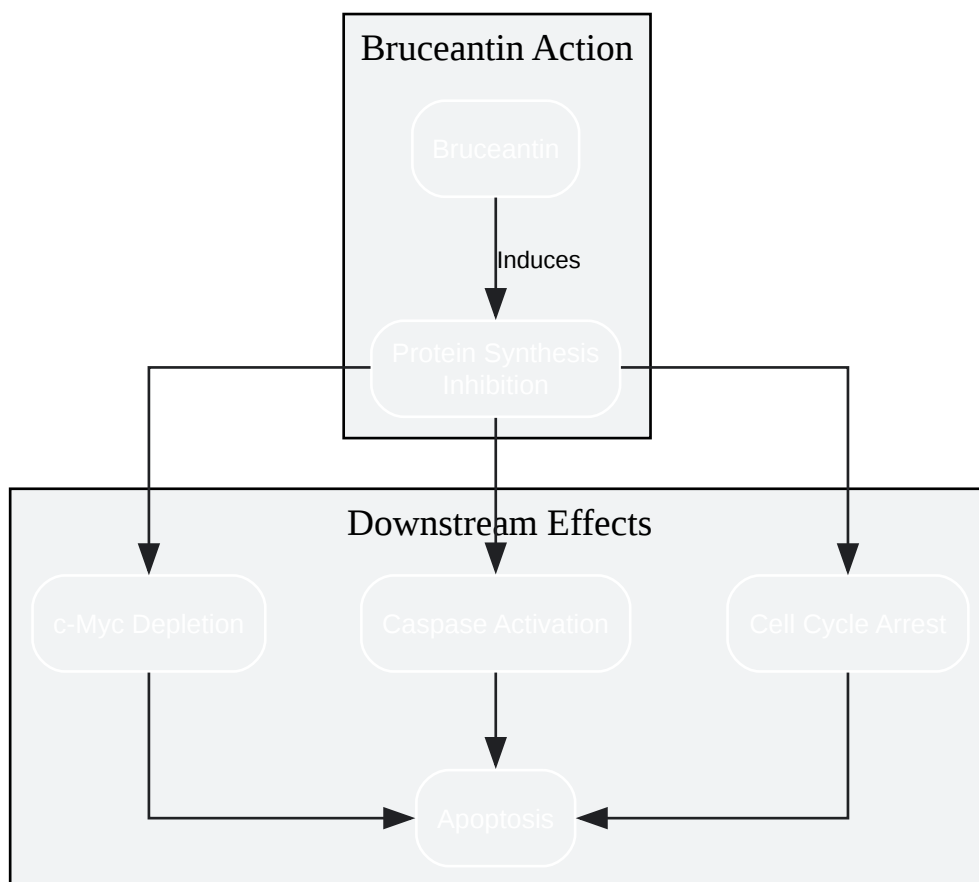 Bruceantin Action
Bruceantin
Induces
Protein Synthesis
Inhibition
Downstream Effects
c-Myc Depletion
Caspase Activation
Cell Cycle Arrest
Apoptosis